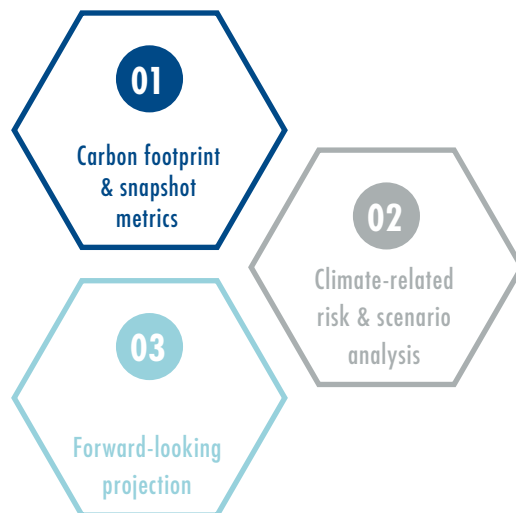 01
Carbon footprint
& snapshot
metrics
02
Climate-related
risk & scenario
analysis
03
Forward-looking
projection